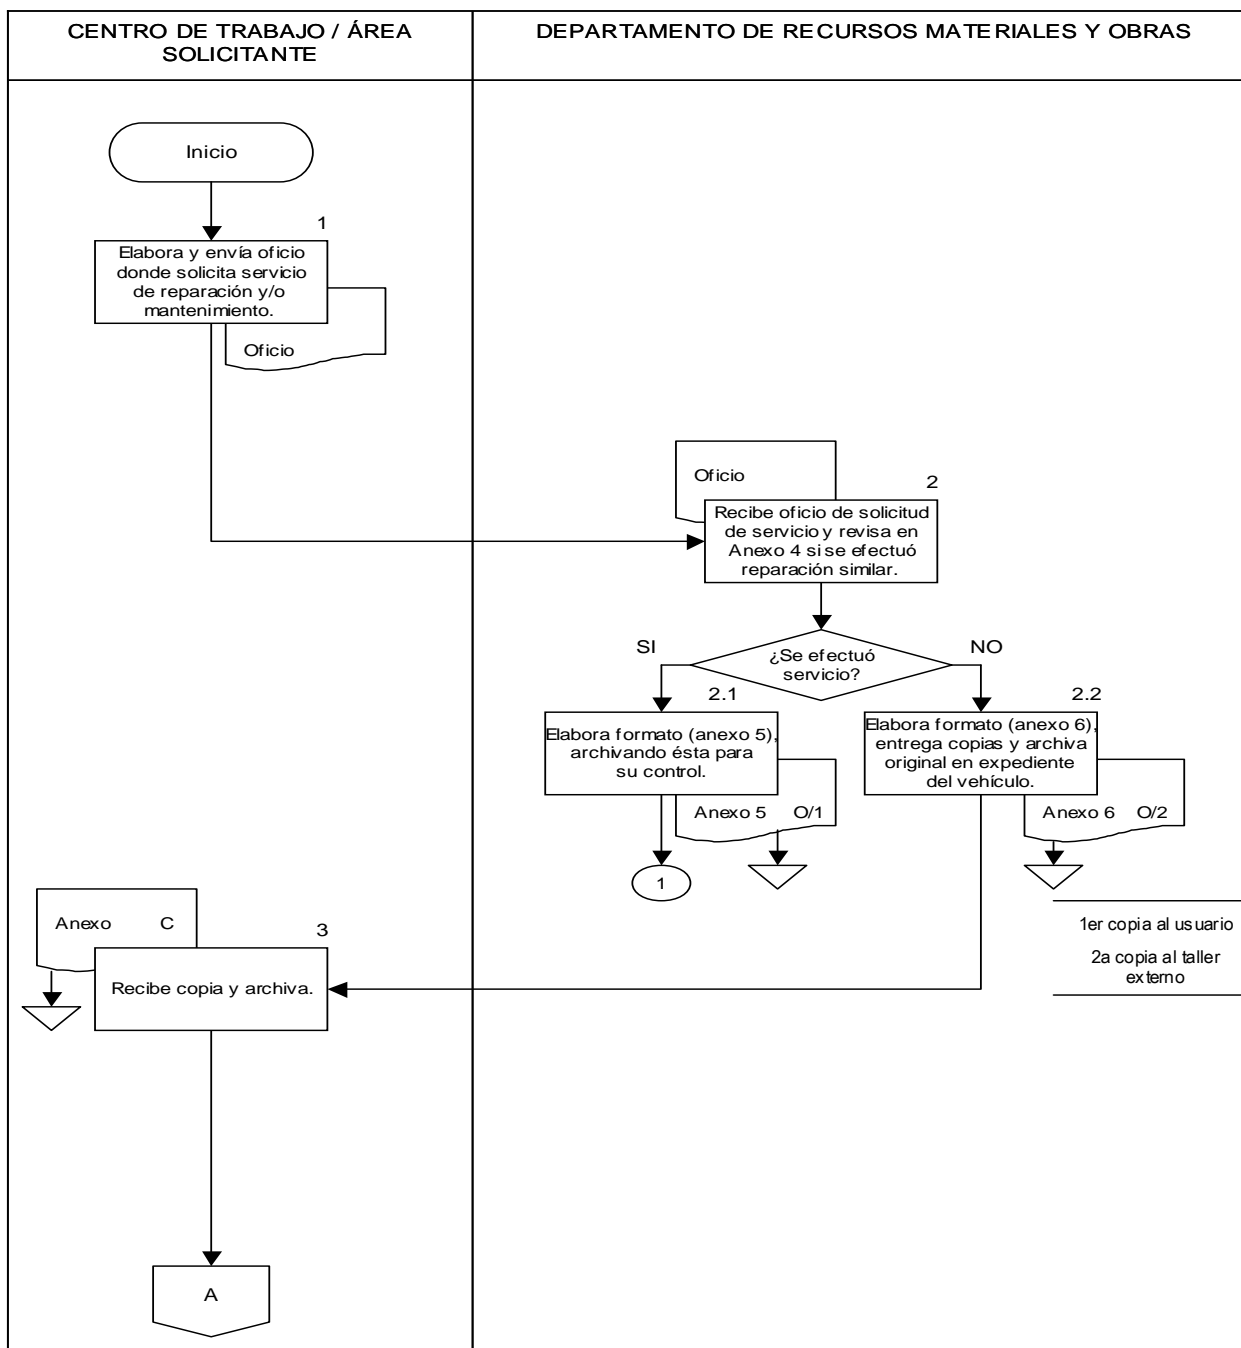 CENTRO DE TRABAJO / ÁREA
SOLICITANTE
DEPARTAMENTO DE RECURSOS MATERIALES Y OBRAS
Inicio
1
Elabora y envía oficio
donde solicita servicio
de reparación y/o
mantenimiento.
Oficio
Oficio
2
Recibe oficio de solicitud
de servicio y revisa en
Anexo 4 si se efectuó
reparación similar.
SI
¿Se efectuó
servicio?
NO
2.1
Elabora formato (anexo 5),
archivando ésta para
su control.
Anexo 5 O/1
1
2.2
Elabora formato (anexo 6),
entrega copias y archiva
original en expediente
del vehículo.
Anexo 6 O/2
1er copia al usuario
2a copia al taller
externo
Anexo C
3
Recibe copia y archiva.
A